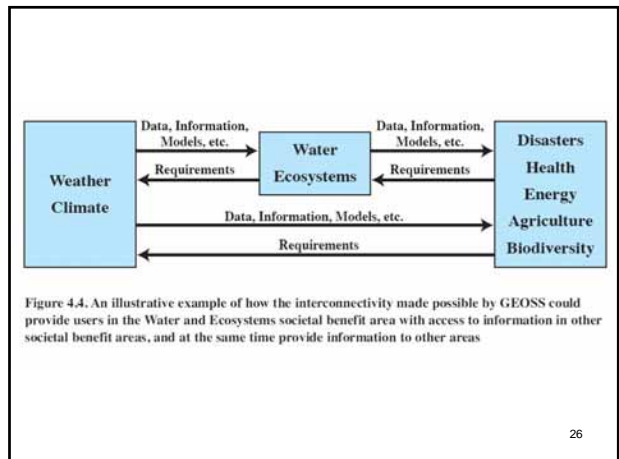 Weather
Climate
Data, Information,
Models, etc.
Requirements
Water
Ecosystems
Data, Information,
Models, etc.
Requirements
Data, Information, Models, etc.
Requirements
Disasters
Health
Energy
Agriculture
Biodiversity
Figure 4.4. An illustrative example of how the interconnectivity made possible by GEOSS could
provide users in the Water and Ecosystems societal benefit area with access to information in other
societal benefit areas, and at the same time provide information to other areas
26